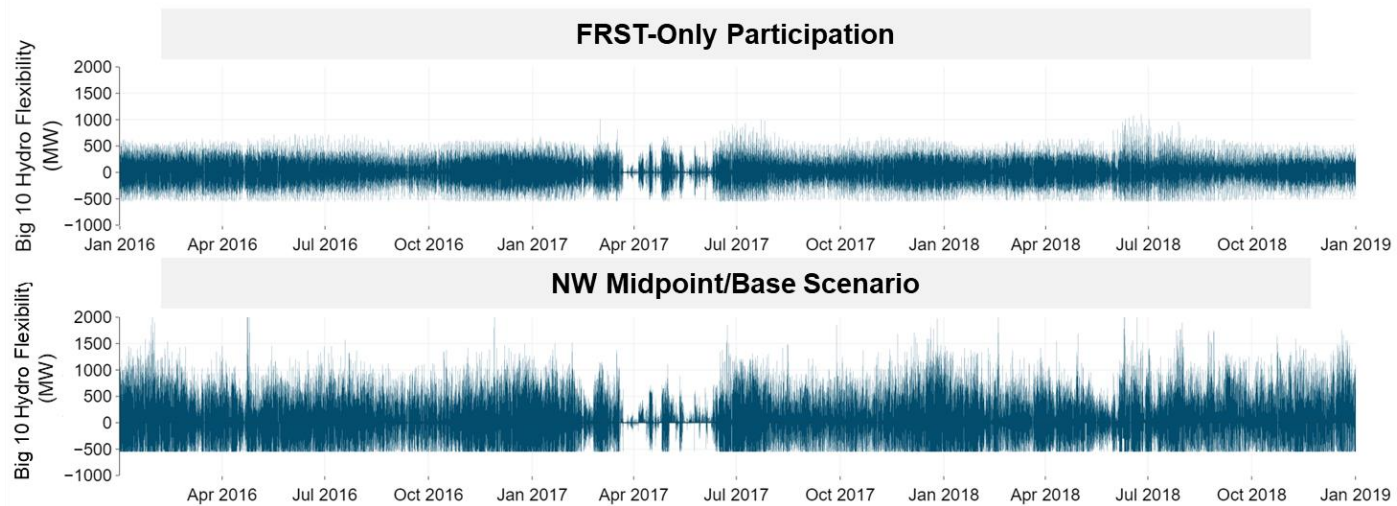 FRST-Only Participation
Big 10 Hydro Flexibility
(MW)
2000
1500
1000
500
0
−500
−1000
Jan 2016 Apr 2016 Jul 2016 Oct 2016 Jan 2017 Apr 2017 Jul 2017 Oct 2017 Jan 2018 Apr 2018 Jul 2018 Oct 2018 Jan 2019
NW Midpoint/Base Scenario
Big 10 Hydro Flexibility
(MW)
2000
1500
1000
500
0
−500
−1000
Apr 2016 Jul 2016 Oct 2016 Jan 2017 Apr 2017 Jul 2017 Oct 2017 Jan 2018 Apr 2018 Jul 2018 Oct 2018 Jan 2019